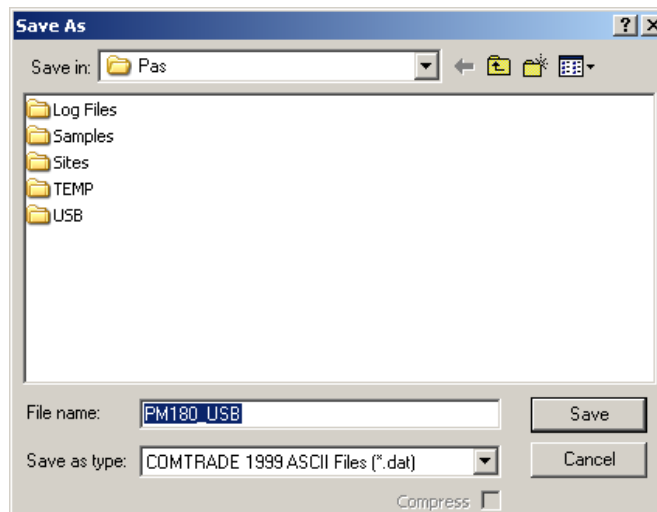 Save As
Save in: Pas
Log Files
Samples
Sites
TEMP
USB
File name: PM180_USB Save
Save as type: COMTRADE 1999 ASCII Files (*.dat) Cancel
Compress